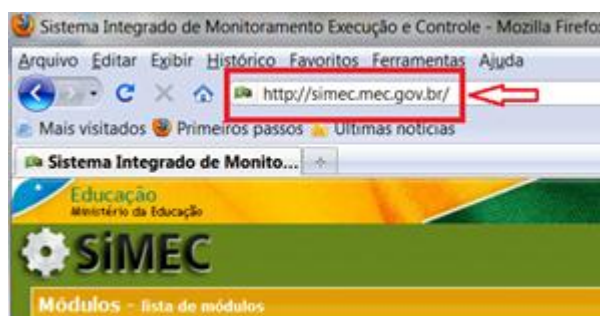 Sistema Integrado de Monitoramento Execução e Controle - Mozilla Firefox
Arquivo Editar Exibir Histórico Favoritos Ferramentas Ajuda
http://simec.mec.gov.br/
Mais visitados Primeiros passos Últimas notícias
Sistema Integrado de Monito...
Educação
Ministério da Educação
SiMEC
Módulos - lista de módulos